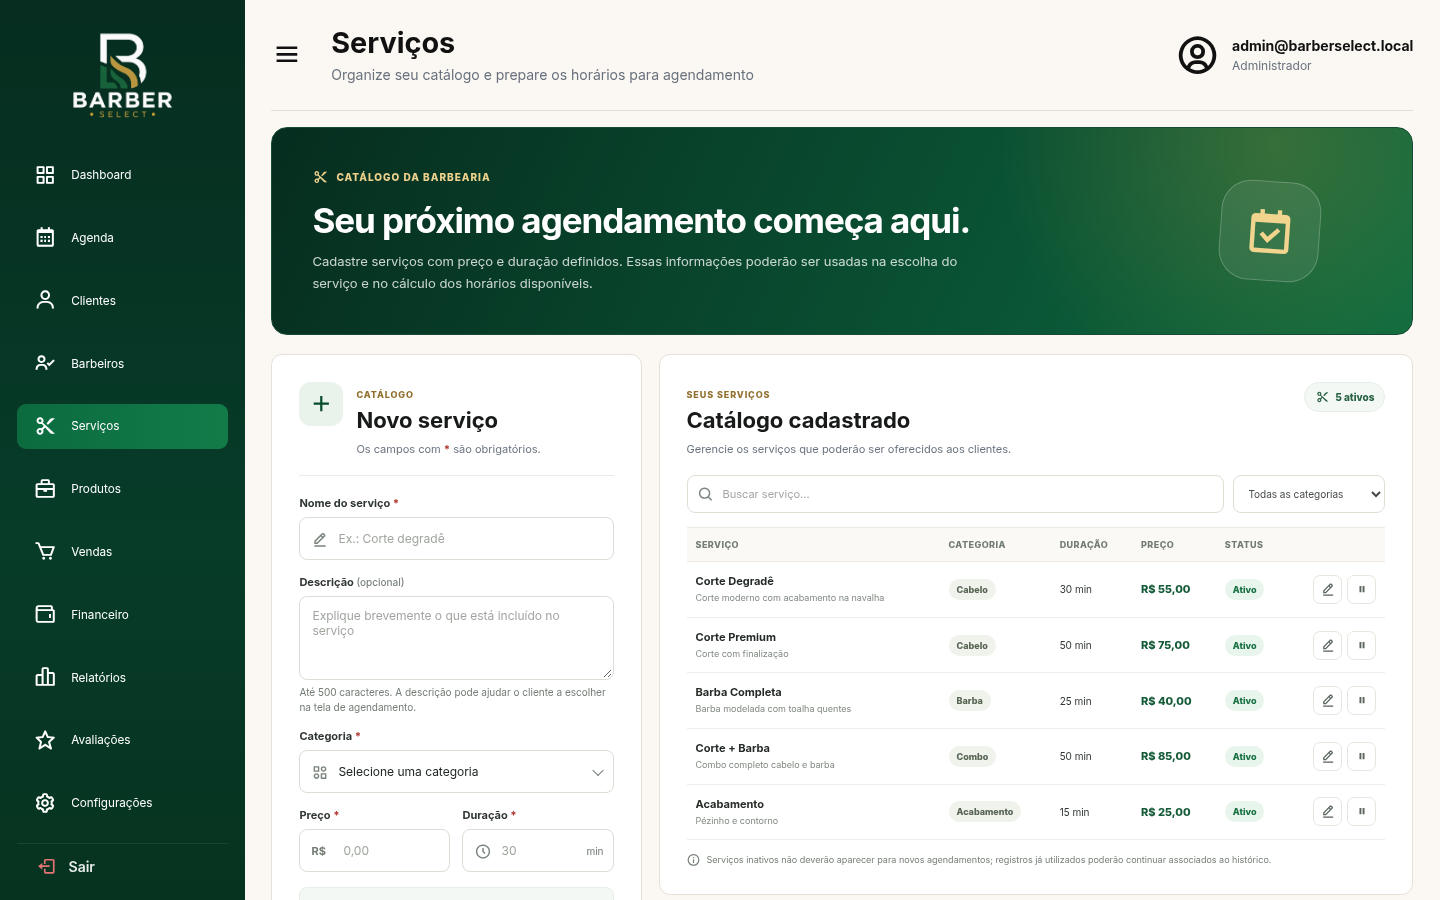 BARBER
• SELECT •
Dashboard
Agenda
Clientes
Barbeiros
Serviços
Produtos
Vendas
Financeiro
Relatórios
Avaliações
Configurações
Sair
Serviços
Organize seu catálogo e prepare os horários para agendamento
admin@barberselect.local
Administrador
CATÁLOGO DA BARBEARIA
Seu próximo agendamento começa aqui.
Cadastre serviços com preço e duração definidos. Essas informações poderão ser usadas na escolha do
serviço e no cálculo dos horários disponíveis.
CATÁLOGO
Novo serviço
Os campos com * são obrigatórios.
Nome do serviço *
Ex.: Corte degradê
Descrição (opcional)
Explique brevemente o que está incluído no
serviço
Até 500 caracteres. A descrição pode ajudar o cliente a escolher
na tela de agendamento.
Categoria *
Selecione uma categoria
Preço * Duração *
R$ 0,00 30 min
SEUS SERVIÇOS
Catálogo cadastrado
Gerencie os serviços que poderão ser oferecidos aos clientes.
5 ativos
Buscar serviço... Todas as categorias
SERVIÇO CATEGORIA DURAÇÃO PREÇO STATUS
Corte Degradê
Corte moderno com acabamento na navalha
Cabelo 30 min R$ 55,00 Ativo
Corte Premium
Corte com finalização
Cabelo 50 min R$ 75,00 Ativo
Barba Completa
Barba modelada com toalha quentes
Barba 25 min R$ 40,00 Ativo
Corte + Barba
Combo completo cabelo e barba
Combo 50 min R$ 85,00 Ativo
Acabamento
Pézinho e contorno
Acabamento 15 min R$ 25,00 Ativo
Serviços inativos não deverão aparecer para novos agendamentos; registros já utilizados poderão continuar associados ao histórico.